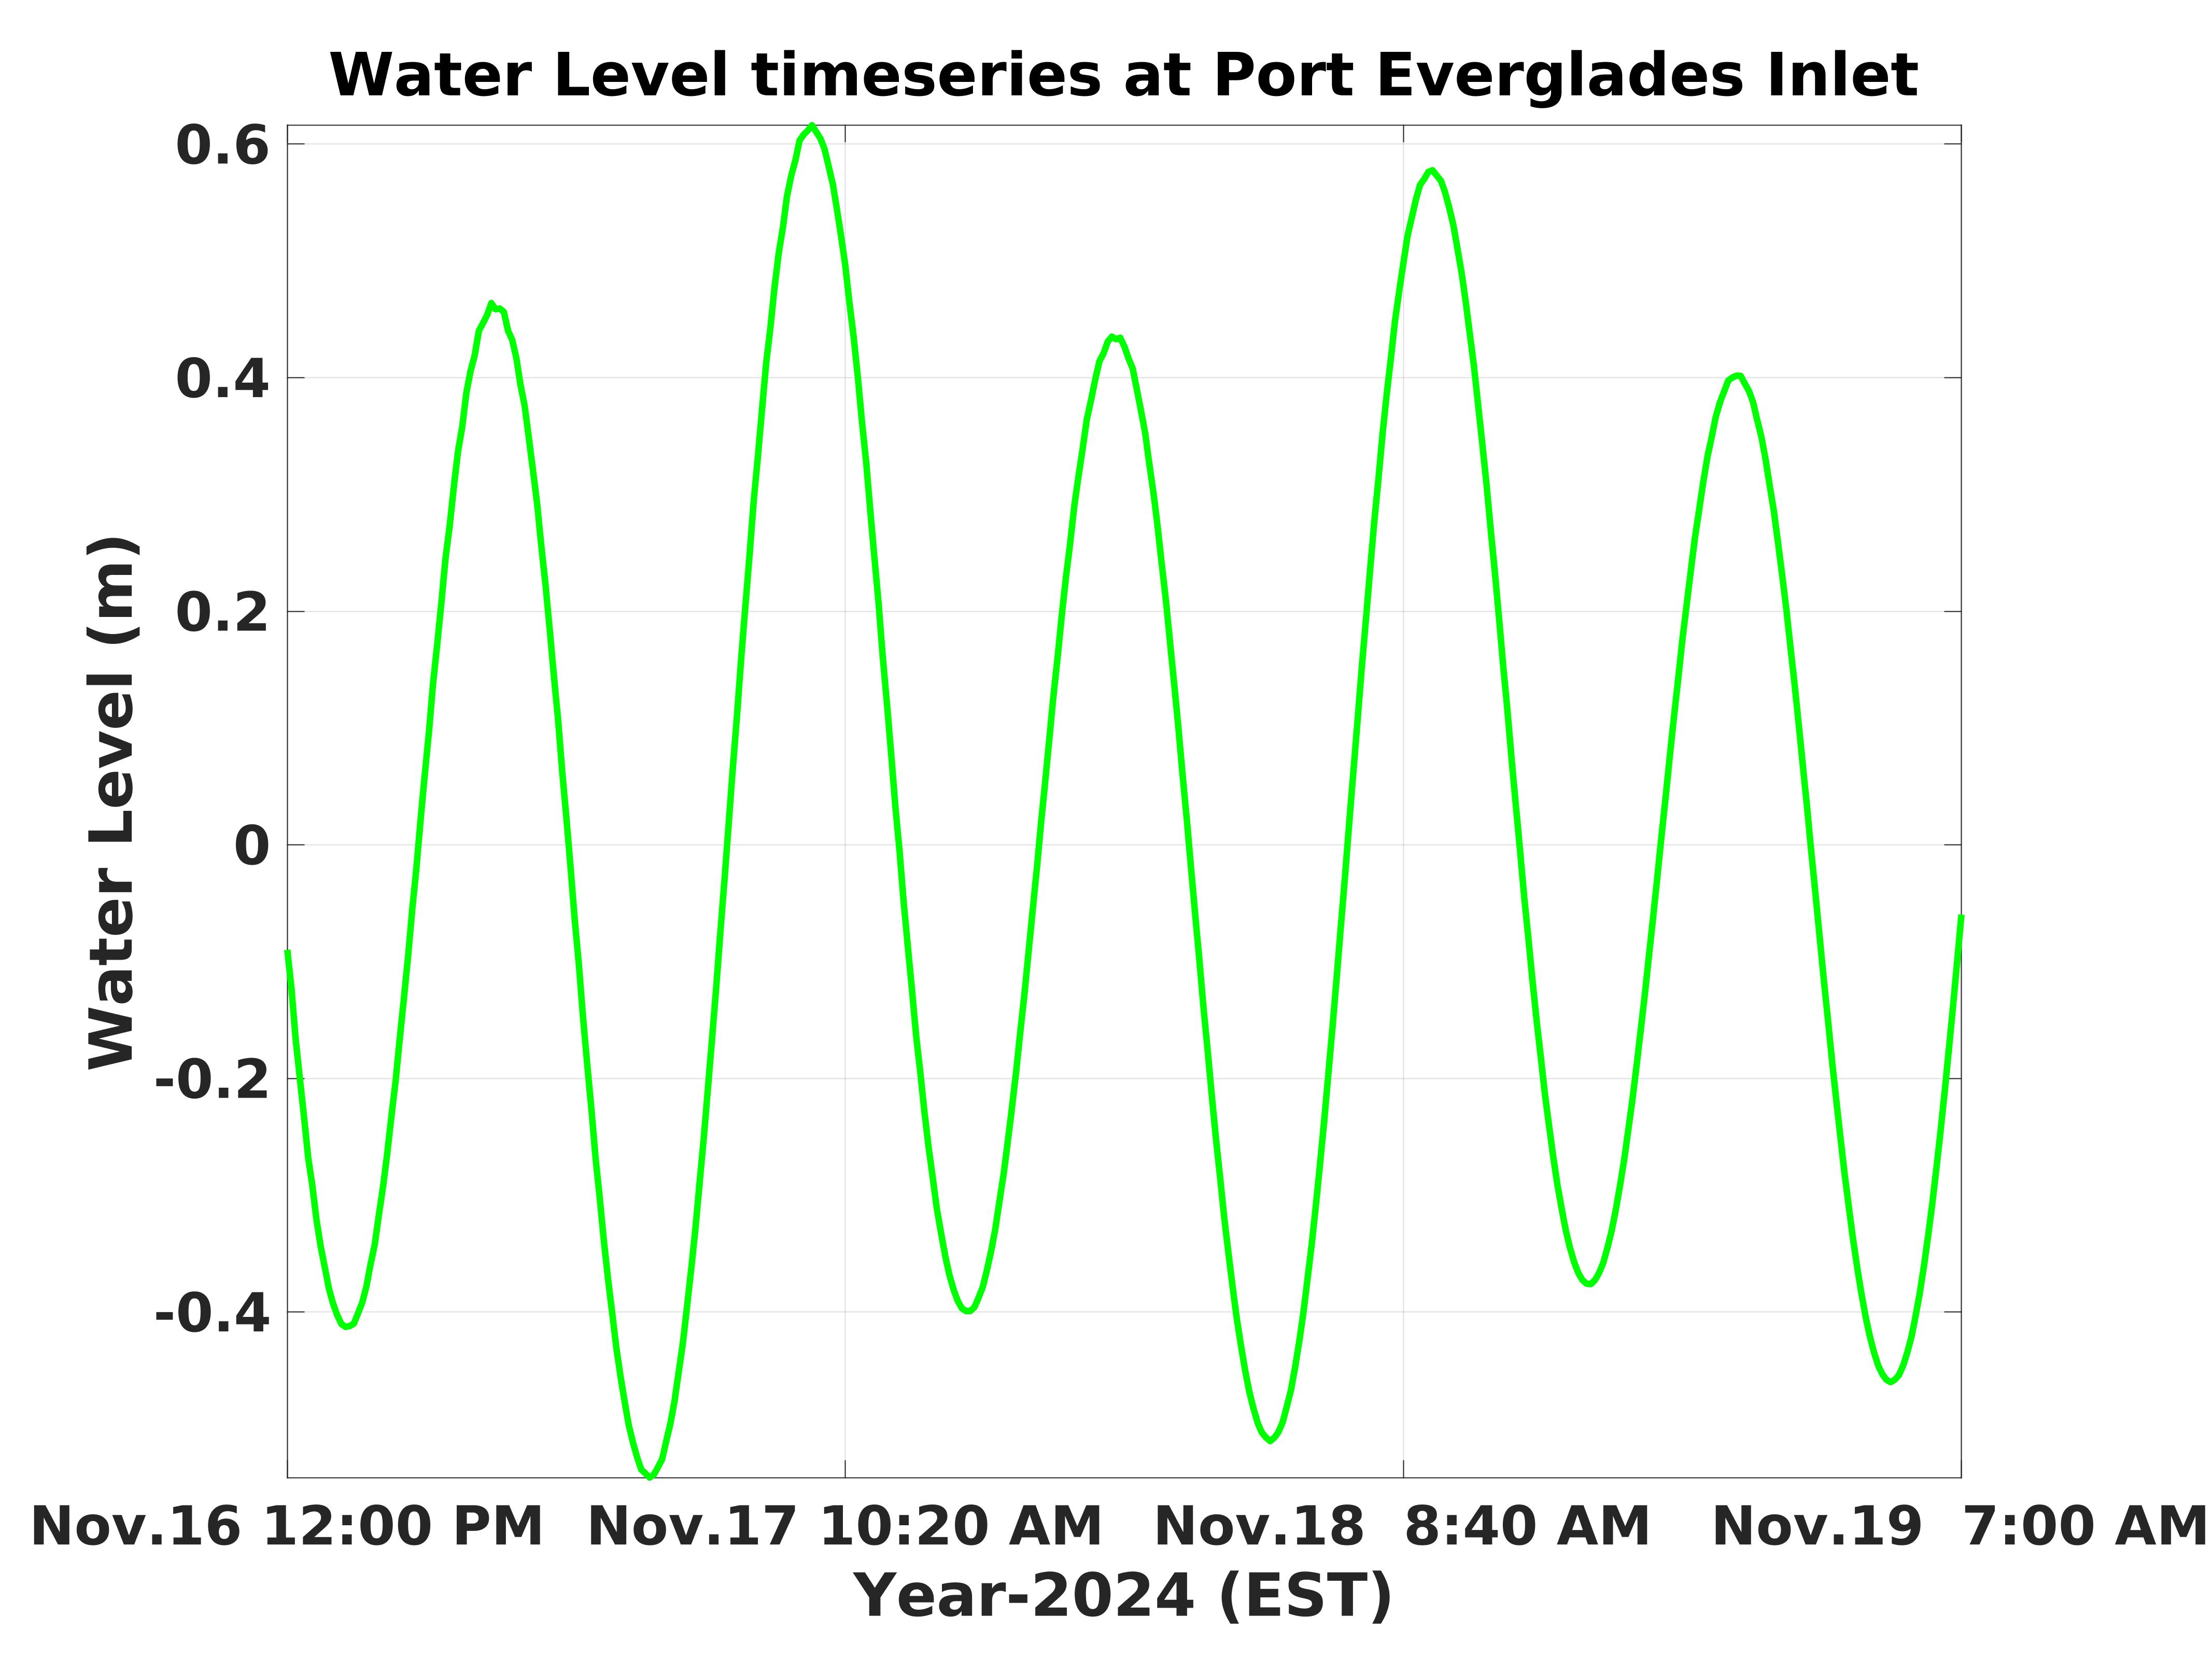 Water Level timeseries at Port Everglades Inlet
0.6
0.4
0.2
0
-0.2
-0.4
Water Level (m)
Nov.16 12:00 PM Nov.17 10:20 AM Nov.18 8:40 AM Nov.19 7:00 AM
Year-2024 (EST)